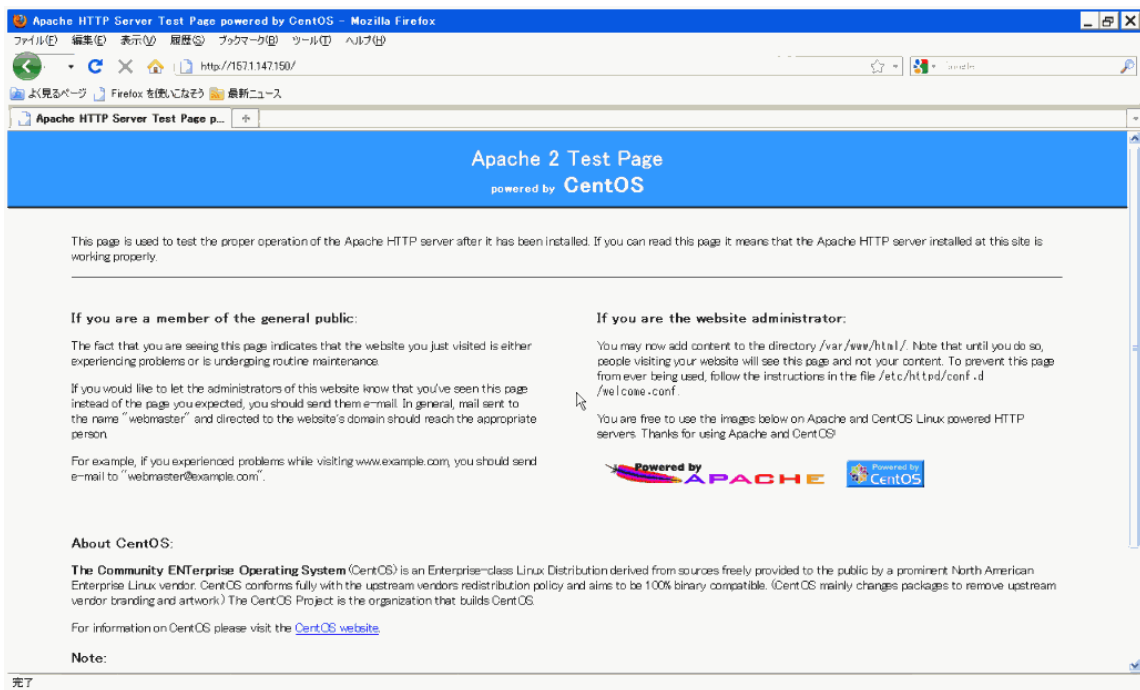 Apache HTTP Server Test Page powered by CentOS - Mozilla Firefox
ファイル(F) 編集(E) 表示(V) 履歴(S) ブックマーク(B) ツール(T) ヘルプ(H)
http://157.1.147.150/
よく見るページ Firefox を使いこなそう 最新ニュース
Apache HTTP Server Test Page p...
Apache 2 Test Page
powered by CentOS
This page is used to test the proper operation of the Apache HTTP server after it has been installed. If you can read this page it means that the Apache HTTP server installed at this site is
working properly.
If you are a member of the general public:
The fact that you are seeing this page indicates that the website you just visited is either
experiencing problems or is undergoing routine maintenance.
If you would like to let the administrators of this website know that you've seen this page
instead of the page you expected, you should send them e-mail. In general, mail sent to
the name "webmaster" and directed to the website's domain should reach the appropriate
person.
For example, if you experienced problems while visiting www.example.com, you should send
e-mail to "webmaster@example.com".
If you are the website administrator:
You may now add content to the directory /var/www/html/. Note that until you do so,
people visiting your website will see this page and not your content. To prevent this page
from ever being used, follow the instructions in the file /etc/httpd/conf.d
/welcome.conf.
You are free to use the images below on Apache and CentOS Linux powered HTTP
servers. Thanks for using Apache and CentOS!
Powered by
APACHE
Powered by
CentOS
About CentOS:
The Community ENTerprise Operating System (CentOS) is an Enterprise-class Linux Distribution derived from sources freely provided to the public by a prominent North American
Enterprise Linux vendor. CentOS conforms fully with the upstream vendors redistribution policy and aims to be 100% binary compatible. (CentOS mainly changes packages to remove upstream
vendor branding and artwork.) The CentOS Project is the organization that builds CentOS.
For information on CentOS please visit the CentOS website.
Note:
完了